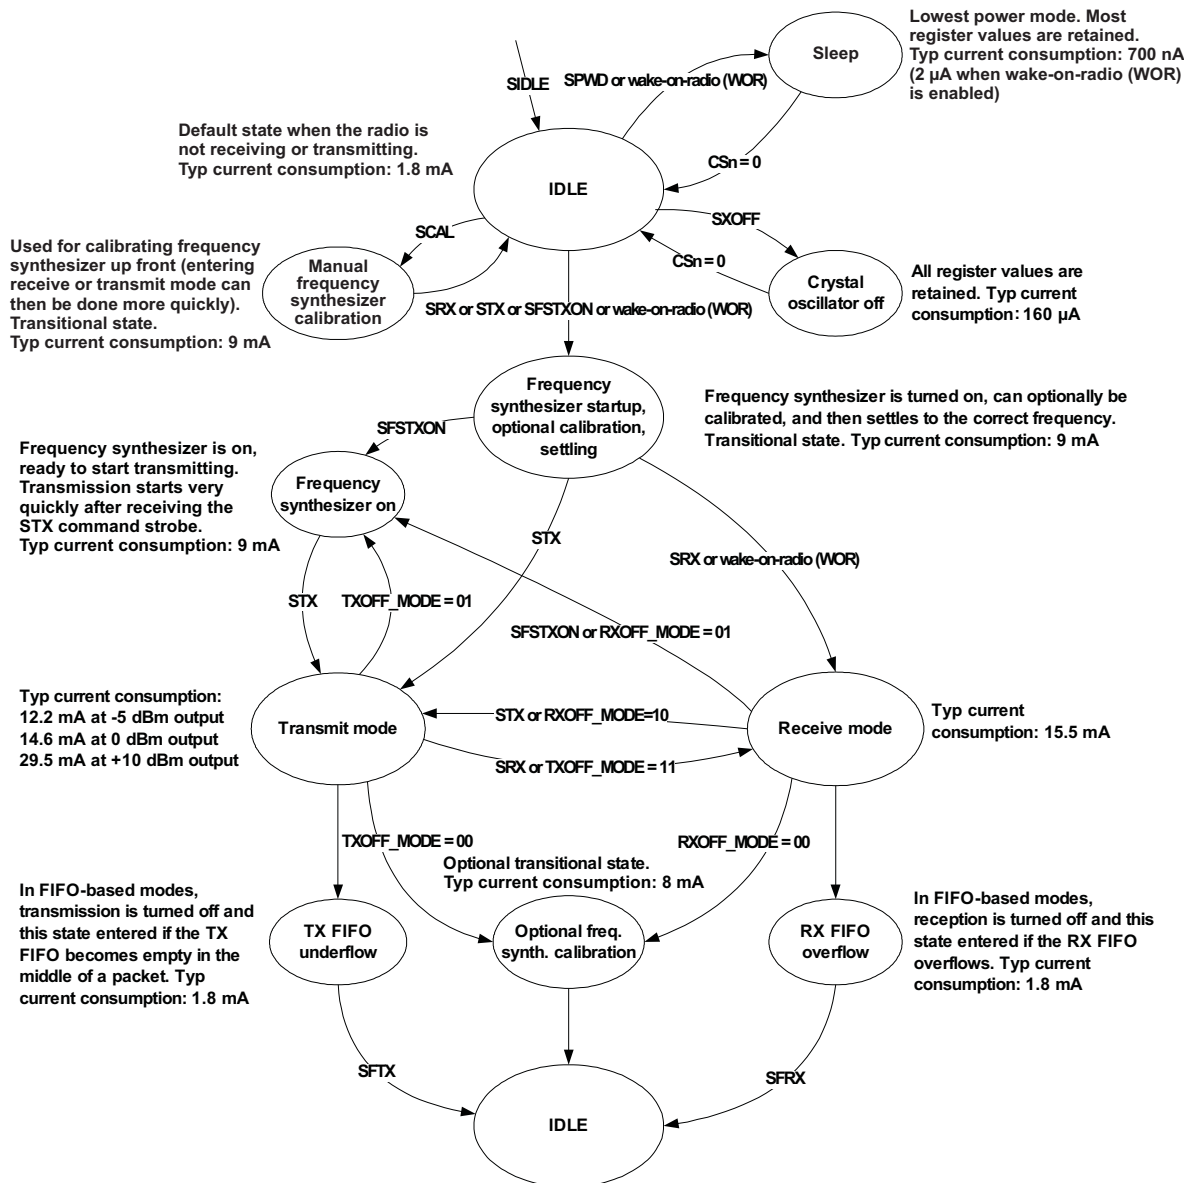 Lowest power mode. Most
register values are retained.
Typ current consumption: 700 nA
(2 µA when wake-on-radio (WOR)
is enabled)
Sleep
SIDLE
SPWD or wake-on-radio (WOR)
Default state when the radio is
not receiving or transmitting.
Typ current consumption: 1.8 mA
CSn = 0
IDLE
SXOFF
SCAL
CSn = 0
Used for calibrating frequency
synthesizer up front (entering
receive or transmit mode can
then be done more quickly).
Transitional state.
Typ current consumption: 9 mA
Manual
frequency
synthesizer
calibration
Crystal
oscillator off
All register values are
retained. Typ current
consumption: 160 µA
SRX or STX or SFSTXON or wake-on-radio (WOR)
Frequency
synthesizer startup,
optional calibration,
settling
Frequency synthesizer is turned on, can optionally be
calibrated, and then settles to the correct frequency.
Transitional state. Typ current consumption: 9 mA
SFSTXON
Frequency synthesizer is on,
ready to start transmitting.
Transmission starts very
quickly after receiving the
STX command strobe.
Typ current consumption: 9 mA
Frequency
synthesizer on
STX
SRX or wake-on-radio (WOR)
STX
TXOFF_MODE = 01
SFSTXON or RXOFF_MODE = 01
Typ current consumption:
12.2 mA at -5 dBm output
14.6 mA at 0 dBm output
29.5 mA at +10 dBm output
Transmit mode
STX or RXOFF_MODE=10
Receive mode
Typ current
consumption: 15.5 mA
SRX or TXOFF_MODE = 11
TXOFF_MODE = 00
RXOFF_MODE = 00
Optional transitional state.
Typ current consumption: 8 mA
In FIFO-based modes,
transmission is turned off and
this state entered if the TX
FIFO becomes empty in the
middle of a packet. Typ
current consumption: 1.8 mA
TX FIFO
underflow
Optional freq.
synth. calibration
RX FIFO
overflow
In FIFO-based modes,
reception is turned off and this
state entered if the RX FIFO
overflows. Typ current
consumption: 1.8 mA
SFTX
SFRX
IDLE